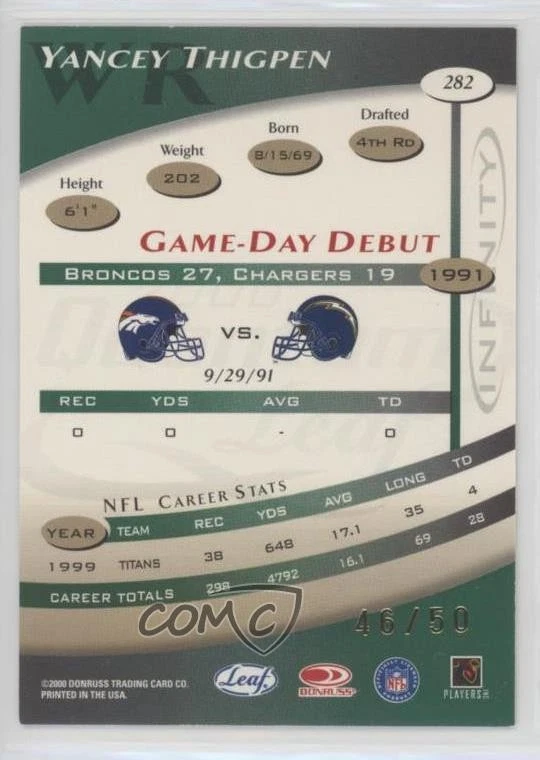 WR
YANCEY THIGPEN
282
Height
6'1"
Weight
202
Born
8/15/69
Drafted
4TH RD
INFINITY
GAME-DAY DEBUT
BRONCOS 27, CHARGERS 19
1991
VS.
9/29/91
REC YDS AVG TD
0 0 - 0
NFL CAREER STATS
YEAR TEAM REC YDS AVG LONG TD
1999 TITANS 38 648 17.1 35 4
CAREER TOTALS 298 4792 16.1 69 28
COMC
46/50
©2000 DONRUSS TRADING CARD CO.
PRINTED IN THE USA.
Leaf
DONRUSS
NFL
PLAYERS INC